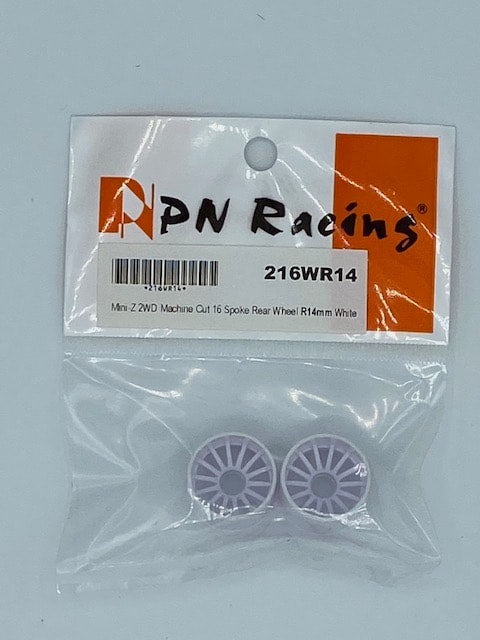 PN Racing®
216WR14
*216WR14*
Mini-Z 2WD Machine Cut 16 Spoke Rear Wheel R14mm White